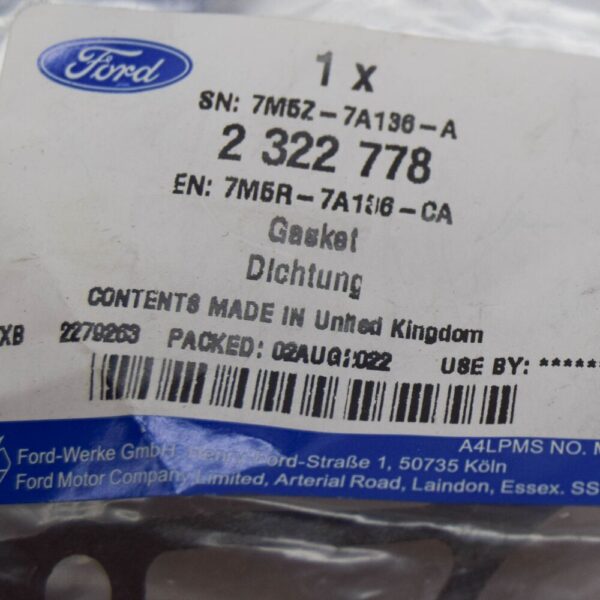 Ford
1 X
SN: 7M5Z-7A136-A
2 322 778
EN: 7M5R-7A136-CA
Gasket
Dichtung
CONTENTS MADE IN United Kingdom
XB 2279263 PACKED: 02AUG2022 USE BY: ******
A4LPMS NO. M
Ford-Werke GmbH, Henry-Ford-Straße 1, 50735 Köln
Ford Motor Company Limited, Arterial Road, Laindon, Essex. SS